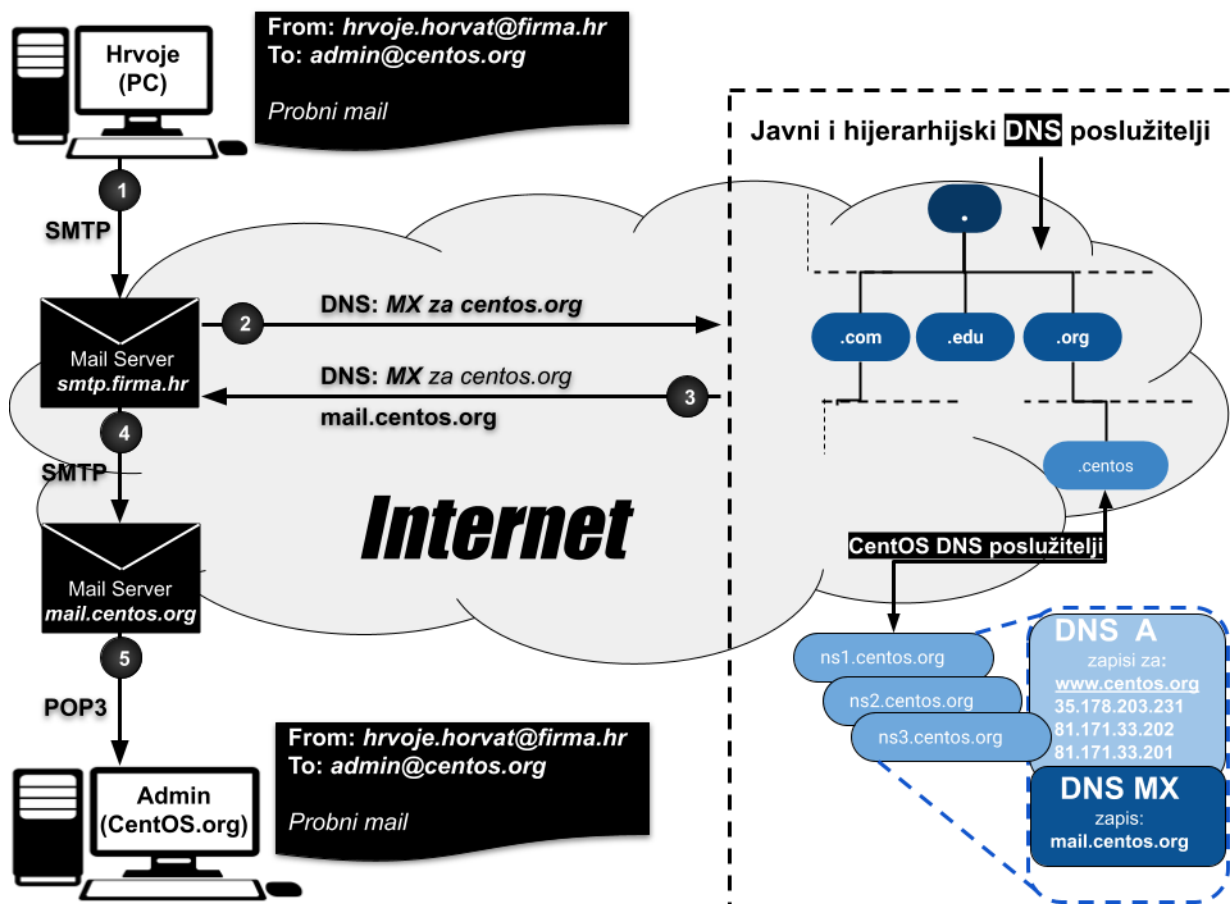 Hrvoje
(PC)
From: hrvoje.horvat@firma.hr
To: admin@centos.org
Probni mail
1
SMTP
Mail Server
smtp.firma.hr
2
DNS: MX za centos.org
DNS: MX za centos.org
mail.centos.org
3
4
SMTP
Internet
Mail Server
mail.centos.org
5
POP3
Admin
(CentOS.org)
From: hrvoje.horvat@firma.hr
To: admin@centos.org
Probni mail
Javni i hijerarhijski DNS poslužitelji
.
.com
.edu
.org
.centos
CentOS DNS poslužitelji
ns1.centos.org
ns2.centos.org
ns3.centos.org
DNS A
zapisi za:
www.centos.org
35.178.203.231
81.171.33.202
81.171.33.201
DNS MX
zapis:
mail.centos.org